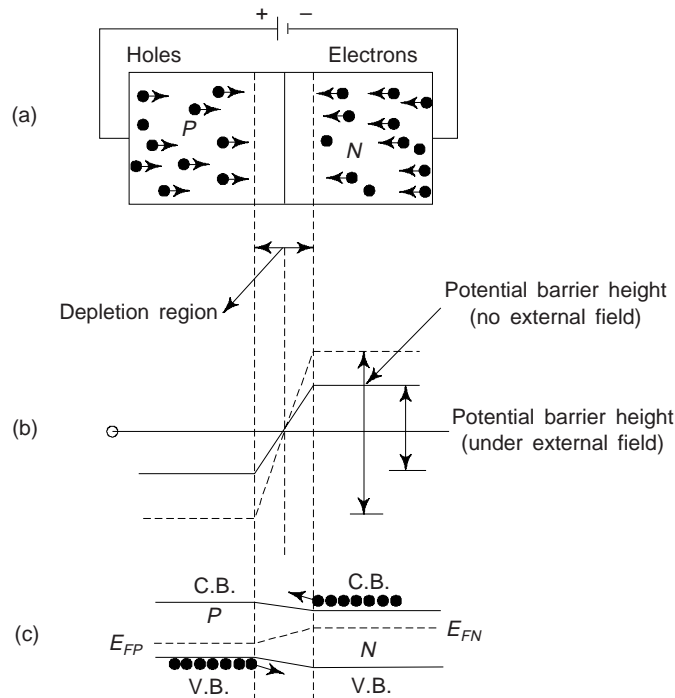 + −
Holes
Electrons
(a)
P
N
Depletion region
Potential barrier height
(no external field)
(b)
Potential barrier height
(under external field)
C.B.
C.B.
P
(c)
E_FP
E_FN
N
V.B.
V.B.